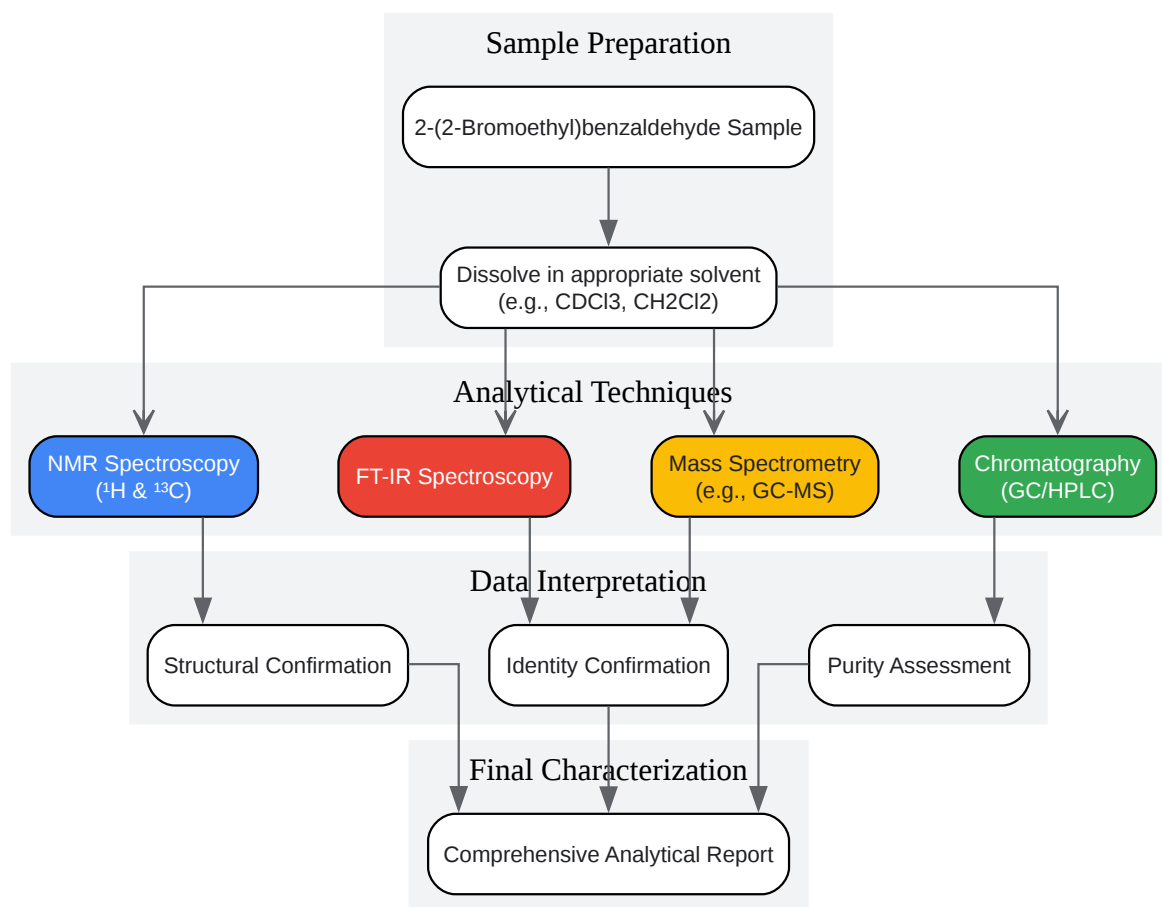 Sample Preparation
2-(2-Bromoethyl)benzaldehyde Sample
Dissolve in appropriate solvent
(e.g., CDCl3, CH2Cl2)
Analytical Techniques
NMR Spectroscopy
(¹H & ¹³C)
FT-IR Spectroscopy
Mass Spectrometry
(e.g., GC-MS)
Chromatography
(GC/HPLC)
Data Interpretation
Structural Confirmation
Identity Confirmation
Purity Assessment
Final Characterization
Comprehensive Analytical Report